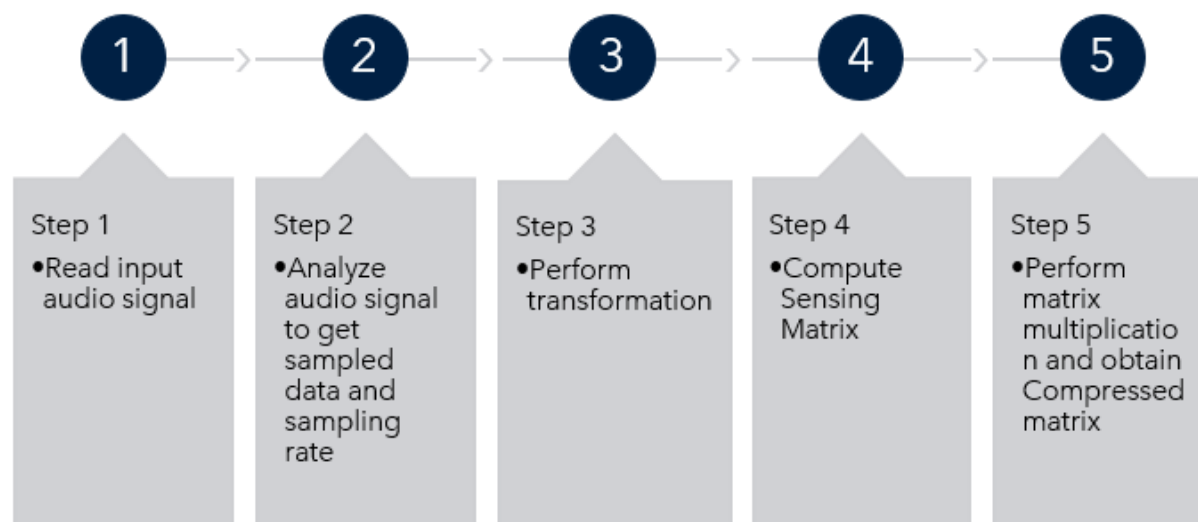 1
2
3
4
5
Step 1
•Read input
audio signal
Step 2
•Analyze
audio signal
to get
sampled
data and
sampling
rate
Step 3
•Perform
transformation
Step 4
•Compute
Sensing
Matrix
Step 5
•Perform
matrix
multiplicatio
n and obtain
Compressed
matrix